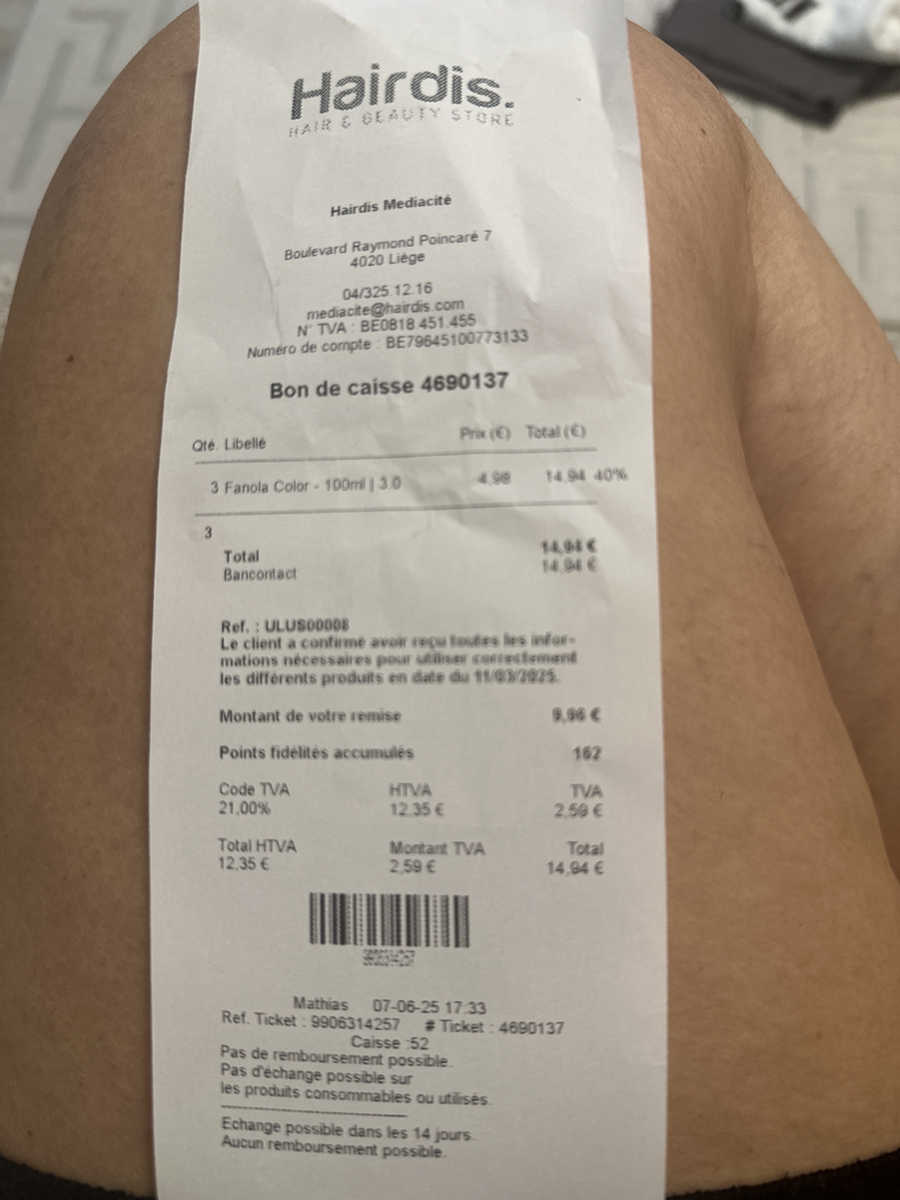 Hairdis.
HAIR & BEAUTY STORE
Hairdis Mediacité
Boulevard Raymond Poincaré 7
4020 Liège
04/325.12.16
mediacite@hairdis.com
N° TVA : BE0818.451.455
Numéro de compte : BE79645100773133
Bon de caisse 4690137
Qté. Libellé Prix (€) Total (€)
3 Fanola Color - 100ml | 3.0 4,98 14,94 40%
3
Total 14,94 €
Bancontact 14,94 €
Ref. : ULUS00008
Le client a confirmé avoir reçu toutes les infor-
mations nécessaires pour utiliser correctement
les différents produits en date du 11/03/2025.
Montant de votre remise 9,96 €
Points fidélités accumulés 162
Code TVA HTVA TVA
21,00% 12,35 € 2,59 €
Total HTVA Montant TVA Total
12,35 € 2,59 € 14,94 €
Mathias 07-06-25 17:33
Ref. Ticket : 9906314257 # Ticket : 4690137
Caisse :52
Pas de remboursement possible.
Pas d'échange possible sur
les produits consommables ou utilisés.
Echange possible dans les 14 jours.
Aucun remboursement possible.